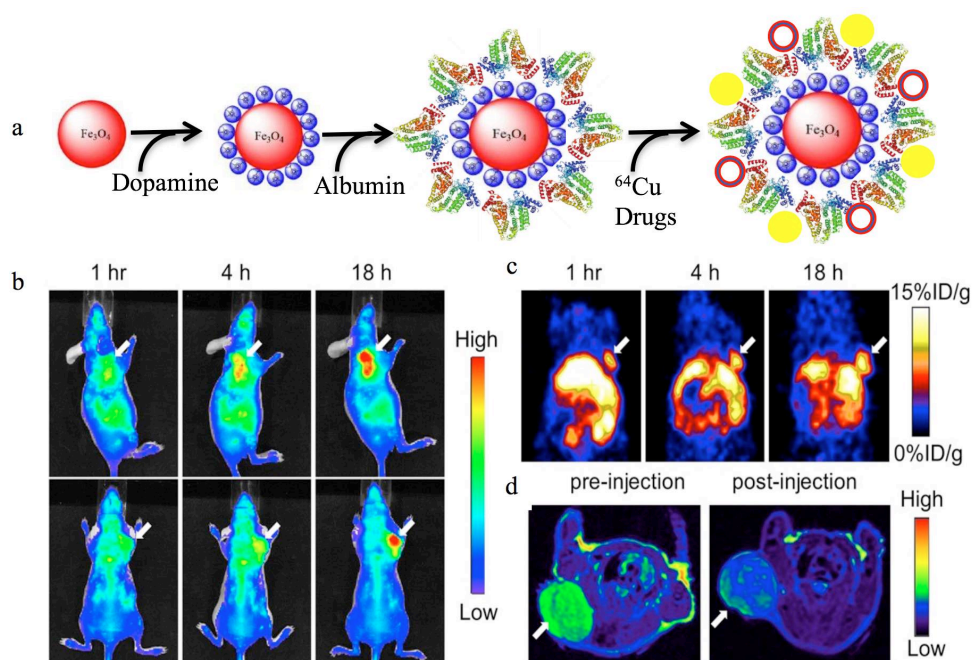 a
Fe₃O₄
Dopamine
Fe₃O₄
Albumin
Fe₃O₄
⁶⁴Cu
Drugs
Fe₃O₄
b
1 hr
4 h
18 h
High
Low
c
1 hr
4 h
18 h
15%ID/g
0%ID/g
d
pre-injection
post-injection
High
Low